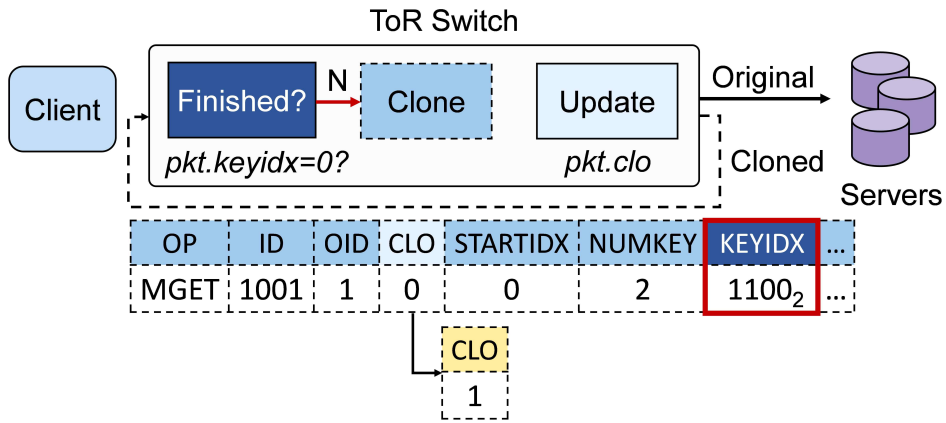 ToR Switch
Client
Finished?
N
Clone
Update
Original
pkt.keyidx=0?
pkt.clo
Cloned
Servers
OP ID OID CLO STARTIDX NUMKEY KEYIDX ...
MGET 1001 1 0 0 2 1100₂ ...
CLO
1